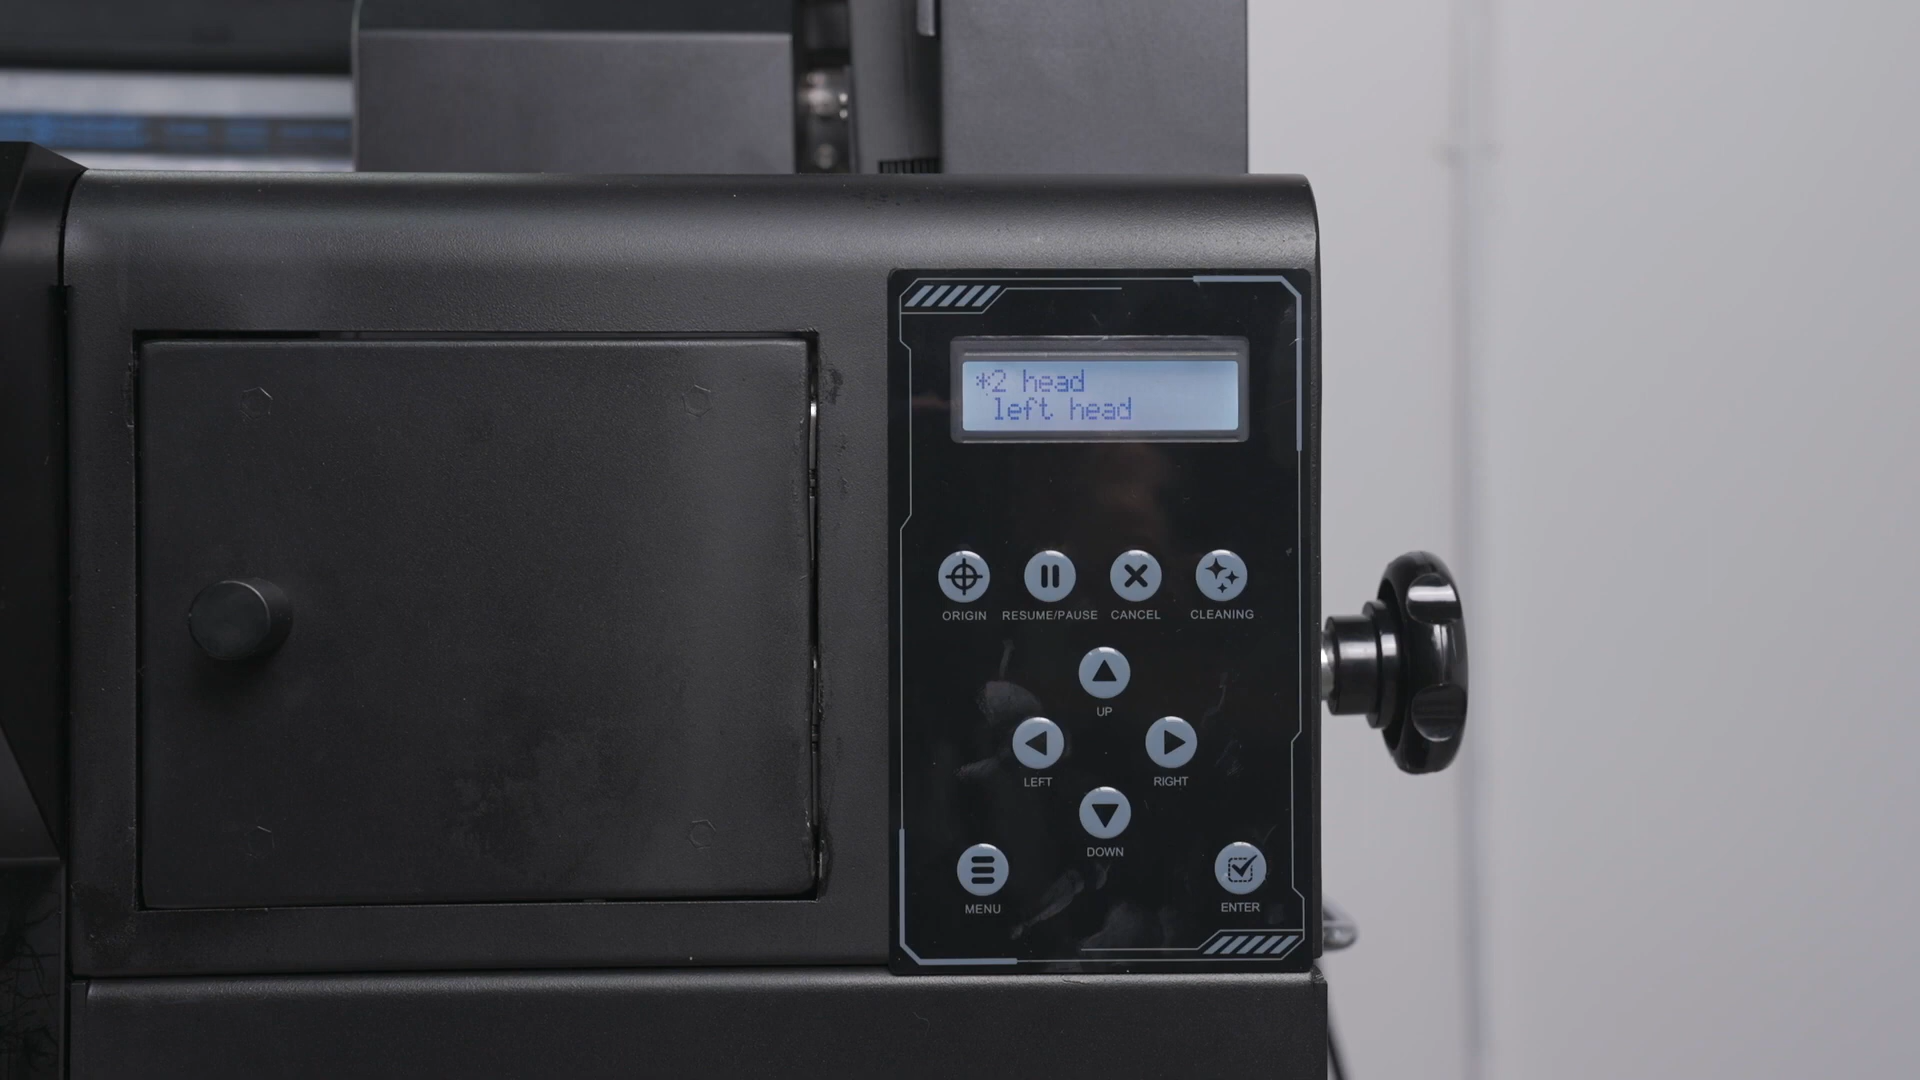 *2 head
left head
ORIGIN
RESUME/PAUSE
CANCEL
CLEANING
UP
LEFT
RIGHT
DOWN
MENU
ENTER